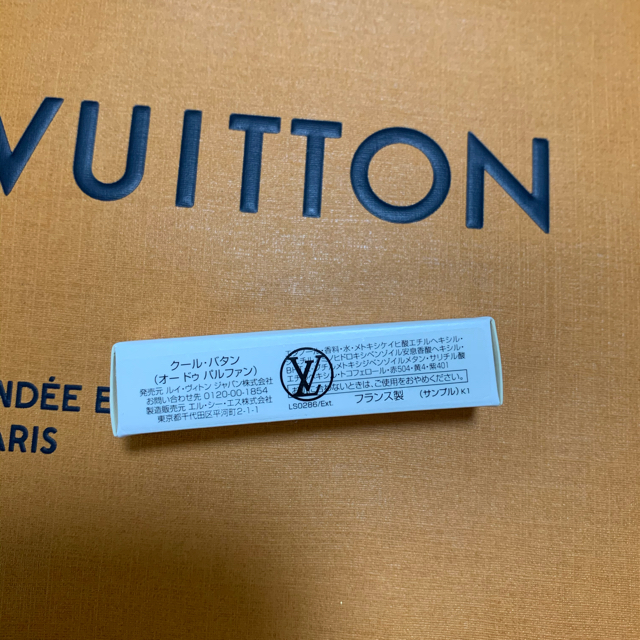 VUITTON
NDÉE E
ARIS
クール・バタン
(オードゥ パルファン)
発売元 ルイ・ヴィトン ジャパン株式会社
お問い合わせ先 0120-00-1854
製造販売元 エル・シー・エス株式会社
東京都千代田区平河町2-1-1
LV
LS0286/Ext.
・香料・水・メトキシケイヒ酸エチルヘキシル・
ヒドロキシベンゾイル安息香酸ヘキシル・
メトキシジベンゾイルメタン・サリチル酸
・トコフェロール・赤504・黄4・紫401
ないときは、ご使用をおやめください。
フランス製 (サンプル) K1